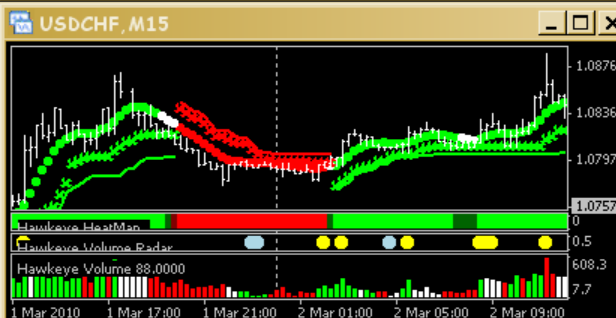 USDCHF,M15
1.0876
1.0836
1.0797
1.0757
Hawkeye HeatMap
0
Hawkeye Volume Radar
0.5
Hawkeye Volume 88.0000
608.3
7.7
1 Mar 2010 1 Mar 17:00 1 Mar 21:00 2 Mar 01:00 2 Mar 05:00 2 Mar 09:00